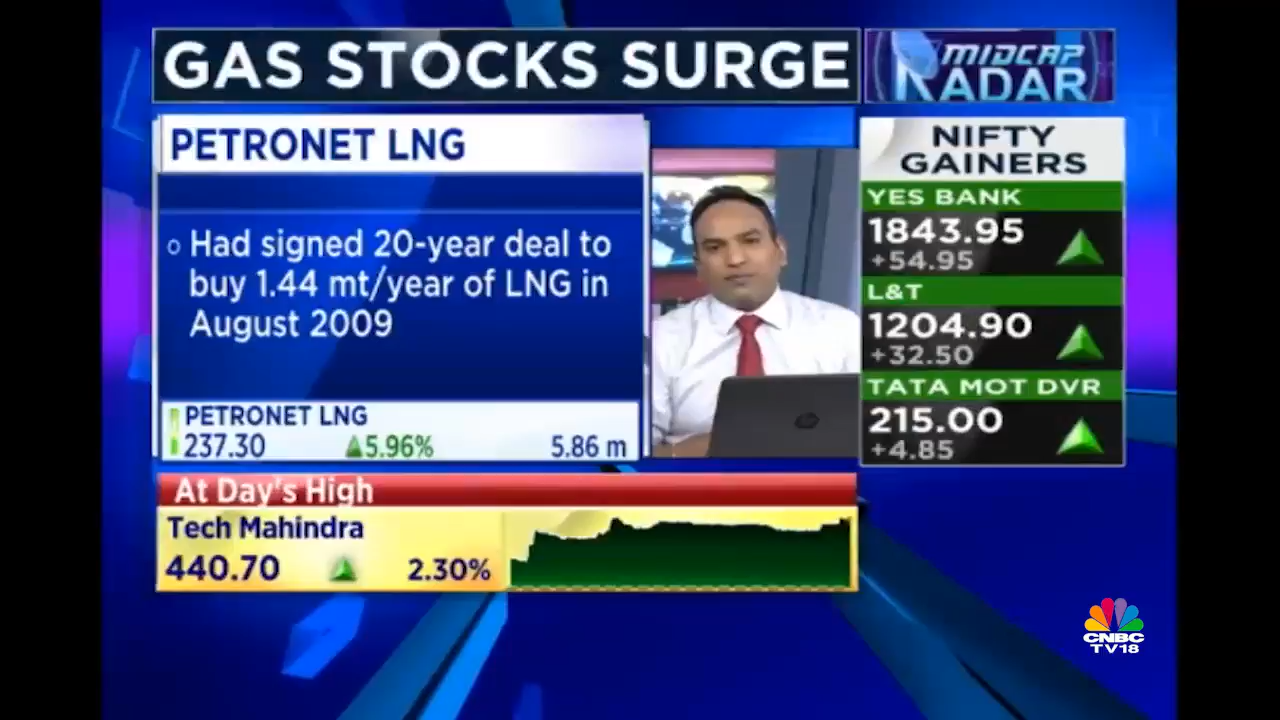 GAS STOCKS SURGE
MIDCAP
RADAR
PETRONET LNG
o Had signed 20-year deal to
buy 1.44 mt/year of LNG in
August 2009
PETRONET LNG
237.30 ▲5.96% 5.86 m
NIFTY
GAINERS
YES BANK
1843.95
+54.95
L&T
1204.90
+32.50
TATA MOT DVR
215.00
+4.85
At Day's High
Tech Mahindra
440.70 ▲ 2.30%
hp
CNBC
TV18